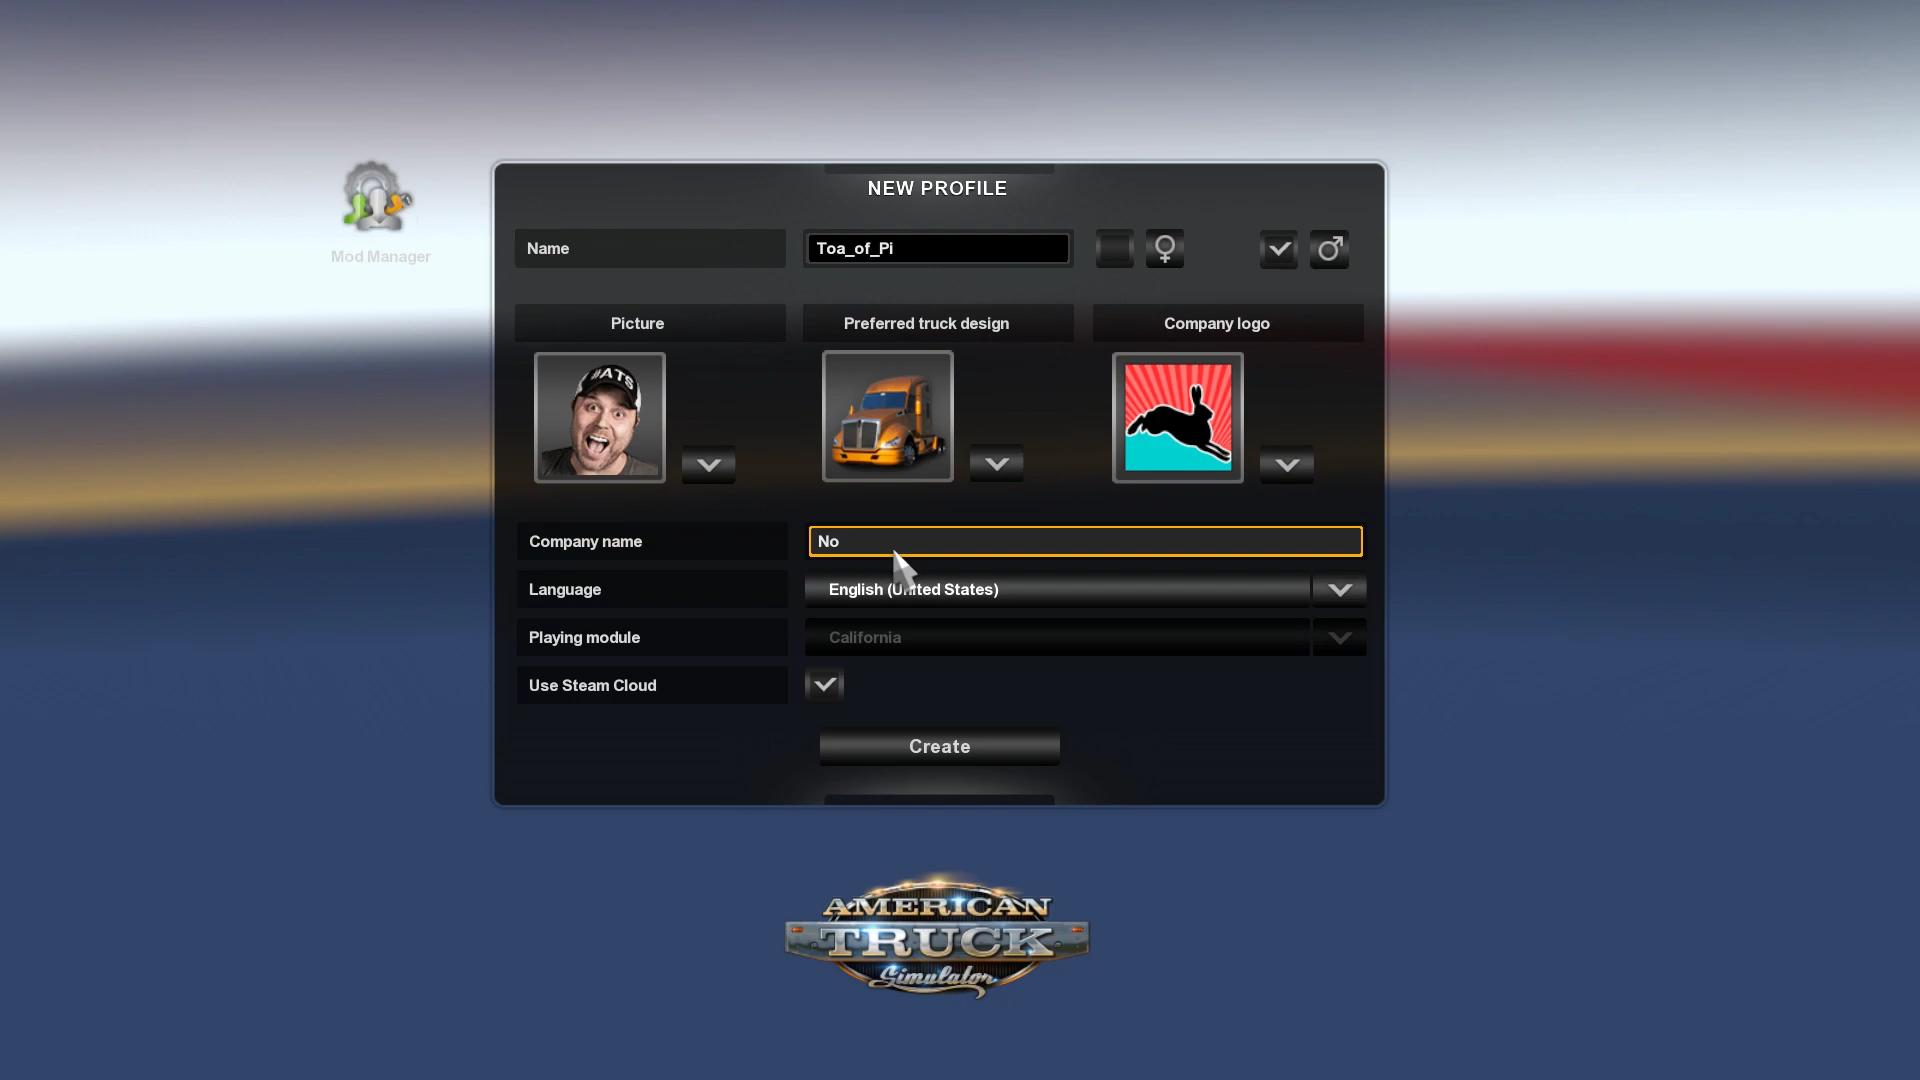 NEW PROFILE
Mod Manager
Name
Toa_of_Pi
Picture
Preferred truck design
Company logo
#ATS
Company name
No
Language
English (United States)
Playing module
California
Use Steam Cloud
Create
AMERICAN
TRUCK
Simulator